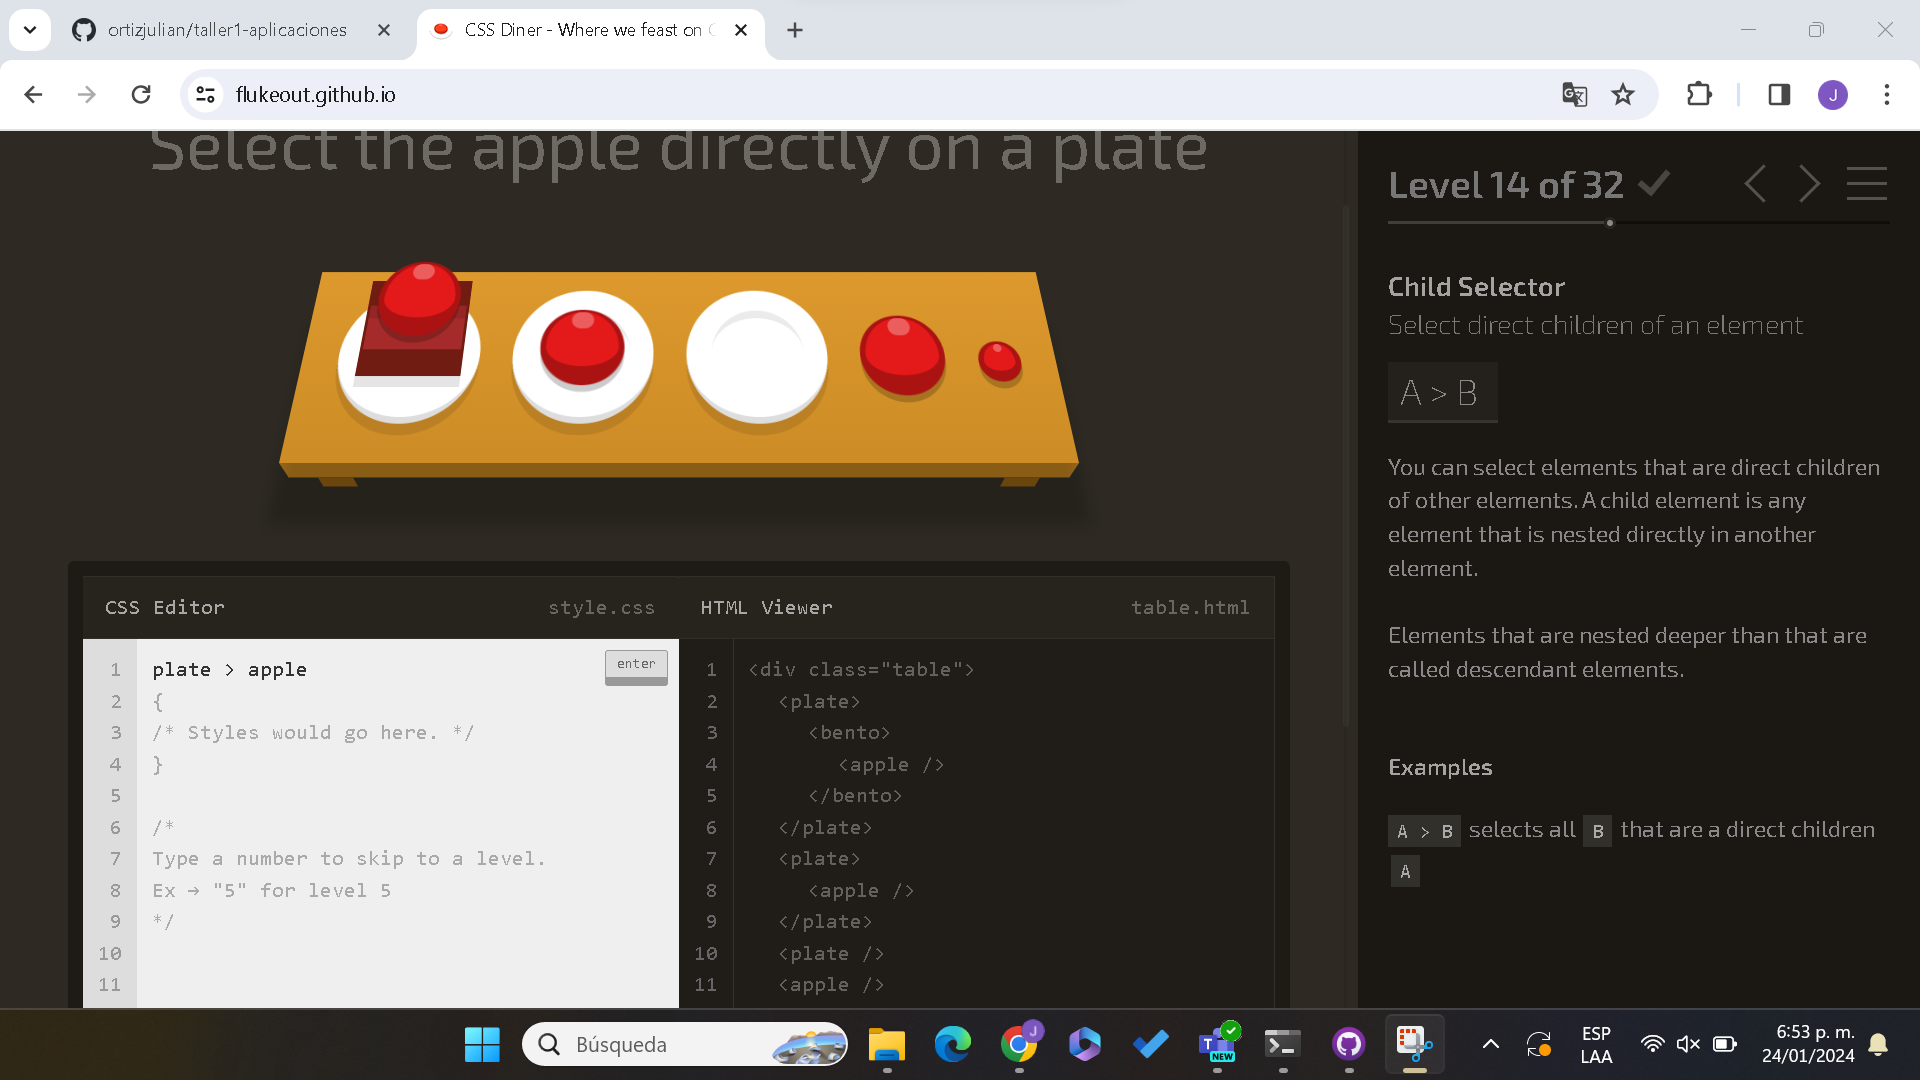 ortizjulian/taller1-aplicaciones
CSS Diner - Where we feast on
flukeout.github.io
J
Select the apple directly on a plate
Level 14 of 32
Child Selector
Select direct children of an element
A > B
You can select elements that are direct children
of other elements. A child element is any
element that is nested directly in another
element.
Elements that are nested deeper than that are
called descendant elements.
Examples
A > B selects all B that are a direct children
A
CSS Editor style.css
1 plate > apple
enter
2 {
3 /* Styles would go here. */
4 }
5
6 /*
7 Type a number to skip to a level.
8 Ex → "5" for level 5
9 */
10
11
HTML Viewer table.html
1 <div class="table">
2 <plate>
3 <bento>
4 <apple />
5 </bento>
6 </plate>
7 <plate>
8 <apple />
9 </plate>
10 <plate />
11 <apple />
Búsqueda
J
T
NEW
ESP
LAA
6:53 p. m.
24/01/2024